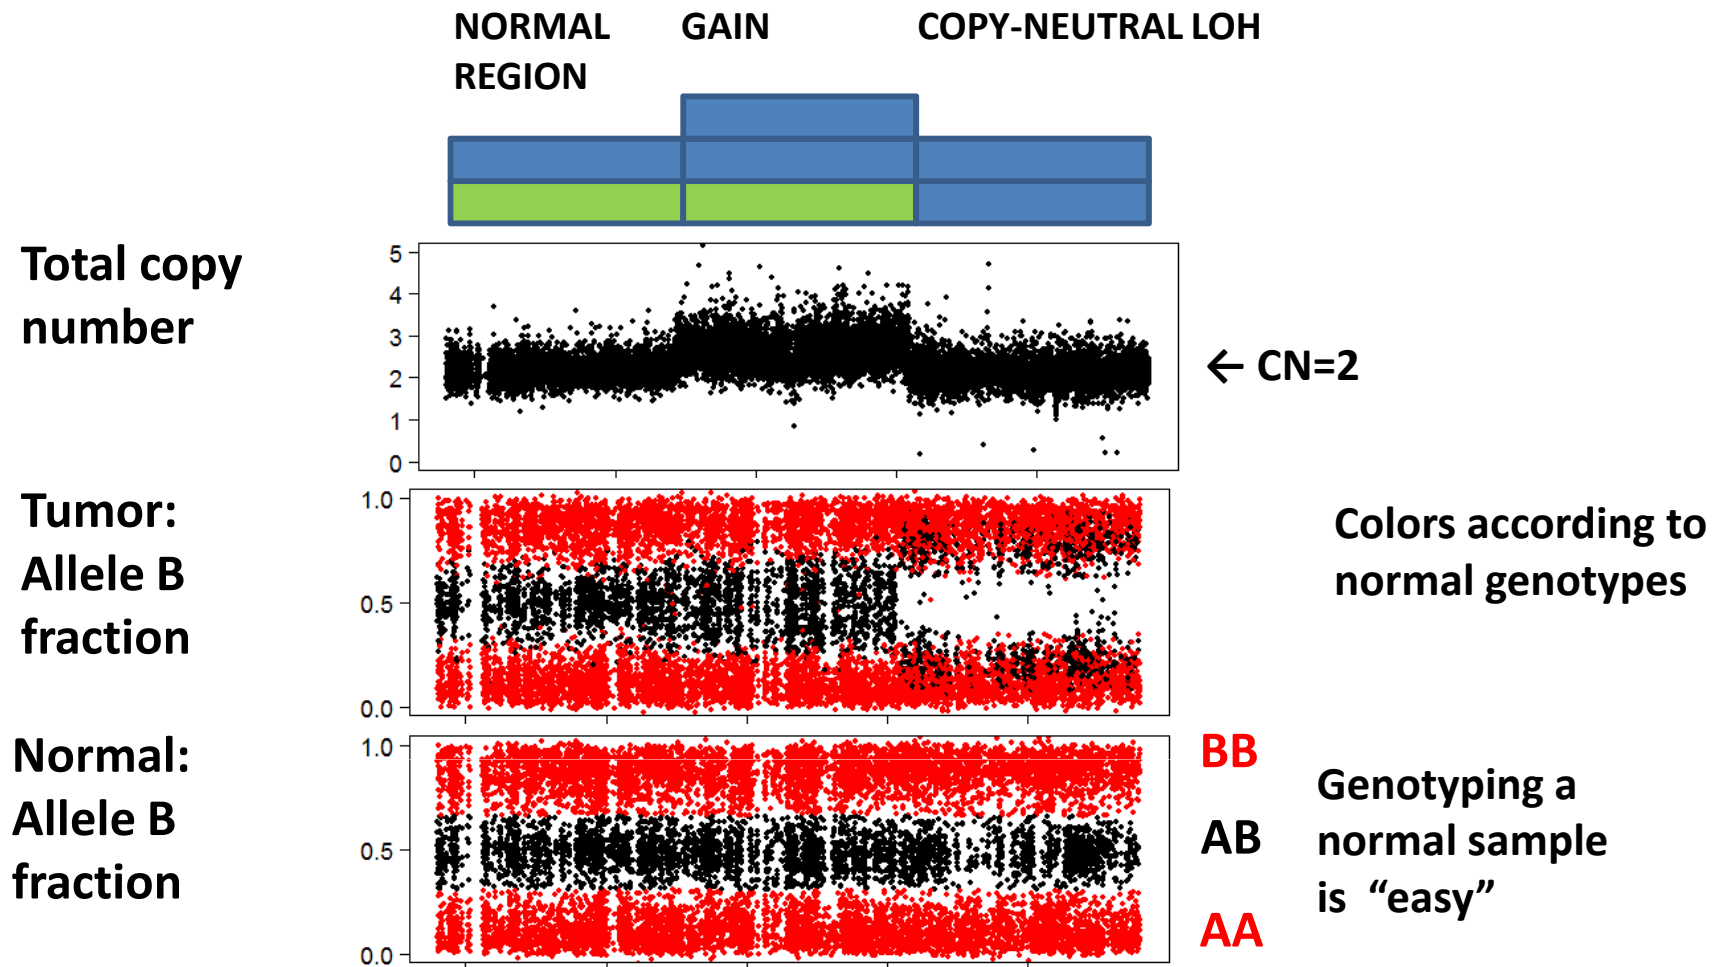 NORMAL REGION
GAIN
COPY-NEUTRAL LOH
Total copy
number
5
4
3
2
1
0
← CN=2
Tumor:
Allele B
fraction
1.0
0.5
0.0
Colors according to
normal genotypes
Normal:
Allele B
fraction
1.0
0.5
0.0
BB
AB
AA
Genotyping a
normal sample
is “easy”